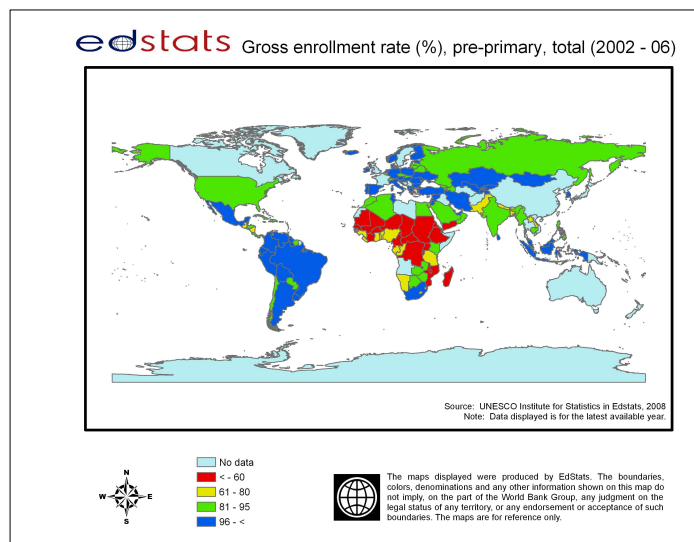 edstats Gross enrollment rate (%), pre-primary, total (2002 - 06)
Source: UNESCO Institute for Statistics in Edstats, 2008
Note: Data displayed is for the latest available year.
No data
< - 60
61 - 80
81 - 95
96 - <
N
W E
S
The maps displayed were produced by EdStats. The boundaries,
colors, denominations and any other information shown on this map do
not imply, on the part of the World Bank Group, any judgment on the
legal status of any territory, or any endorsement or acceptance of such
boundaries. The maps are for reference only.